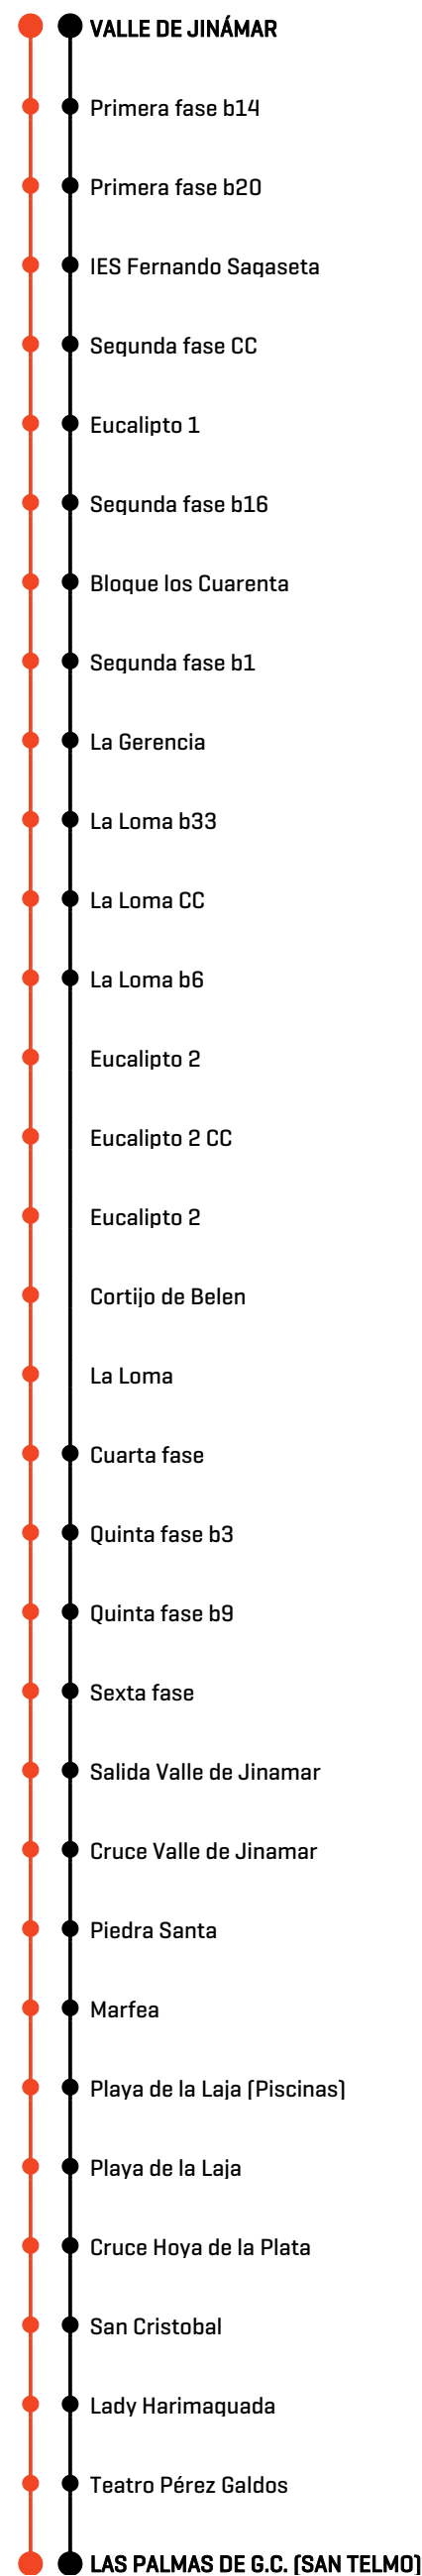 VALLE DE JINÁMAR
Primera fase b14
Primera fase b20
IES Fernando Sagaseta
Segunda fase CC
Eucalipto 1
Segunda fase b16
Bloque los Cuarenta
Segunda fase b1
La Gerencia
La Loma b33
La Loma CC
La Loma b6
Eucalipto 2
Eucalipto 2 CC
Eucalipto 2
Cortijo de Belen
La Loma
Cuarta fase
Quinta fase b3
Quinta fase b9
Sexta fase
Salida Valle de Jinamar
Cruce Valle de Jinamar
Piedra Santa
Marfea
Playa de la Laja (Piscinas)
Playa de la Laja
Cruce Hoya de la Plata
San Cristobal
Lady Harimaguada
Teatro Pérez Galdos
LAS PALMAS DE G.C. (SAN TELMO)